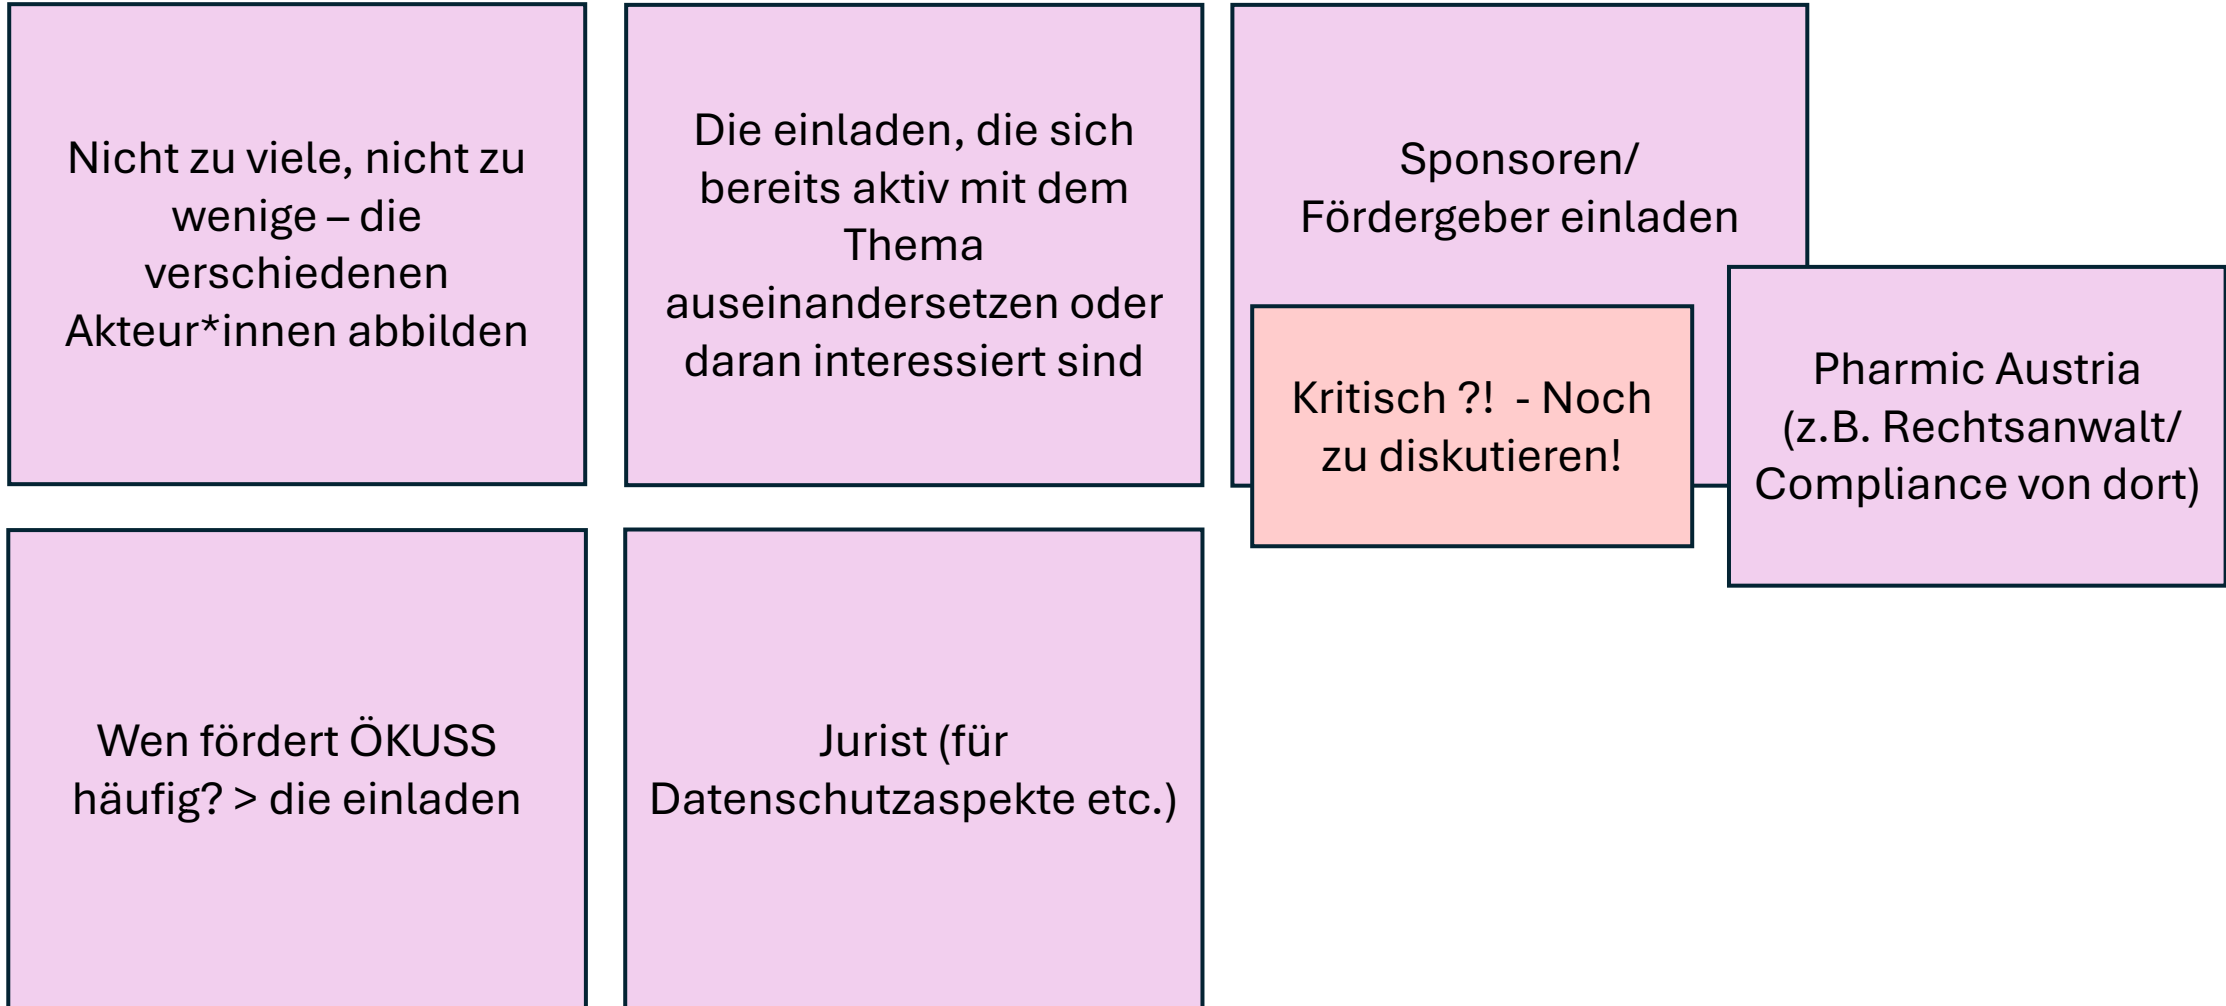 Nicht zu viele, nicht zu
wenige – die
verschiedenen
Akteur*innen abbilden
Die einladen, die sich
bereits aktiv mit dem
Thema
auseinandersetzen oder
daran interessiert sind
Sponsoren/
Fördergeber einladen
Kritisch ?!  - Noch
zu diskutieren!
Pharmic Austria
(z.B. Rechtsanwalt/
Compliance von dort)
Wen fördert ÖKUSS
häufig? > die einladen
Jurist (für
Datenschutzaspekte etc.)